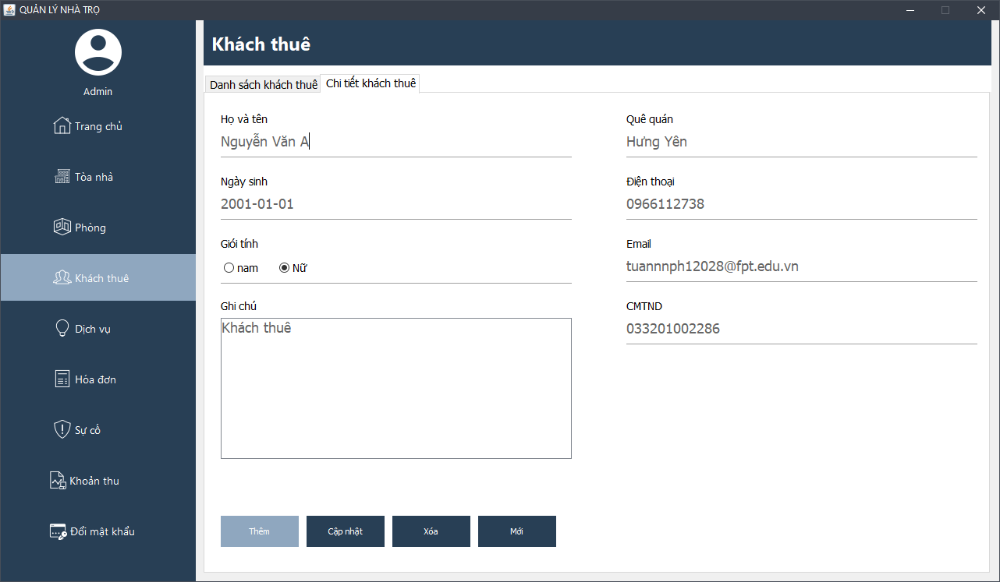 QUẢN LÝ NHÀ TRỌ
Admin
Trang chủ
Tòa nhà
Phòng
Khách thuê
Dịch vụ
Hóa đơn
Sự cố
Khoản thu
Đổi mật khẩu
Khách thuê
Danh sách khách thuê
Chi tiết khách thuê
Họ và tên
Nguyễn Văn A
Ngày sinh
2001-01-01
Giói tính
nam
Nữ
Ghi chú
Khách thuê
Quê quán
Hưng Yên
Điện thoại
0966112738
Email
tuannnph12028@fpt.edu.vn
CMTND
033201002286
Thêm
Cập nhật
Xóa
Mới